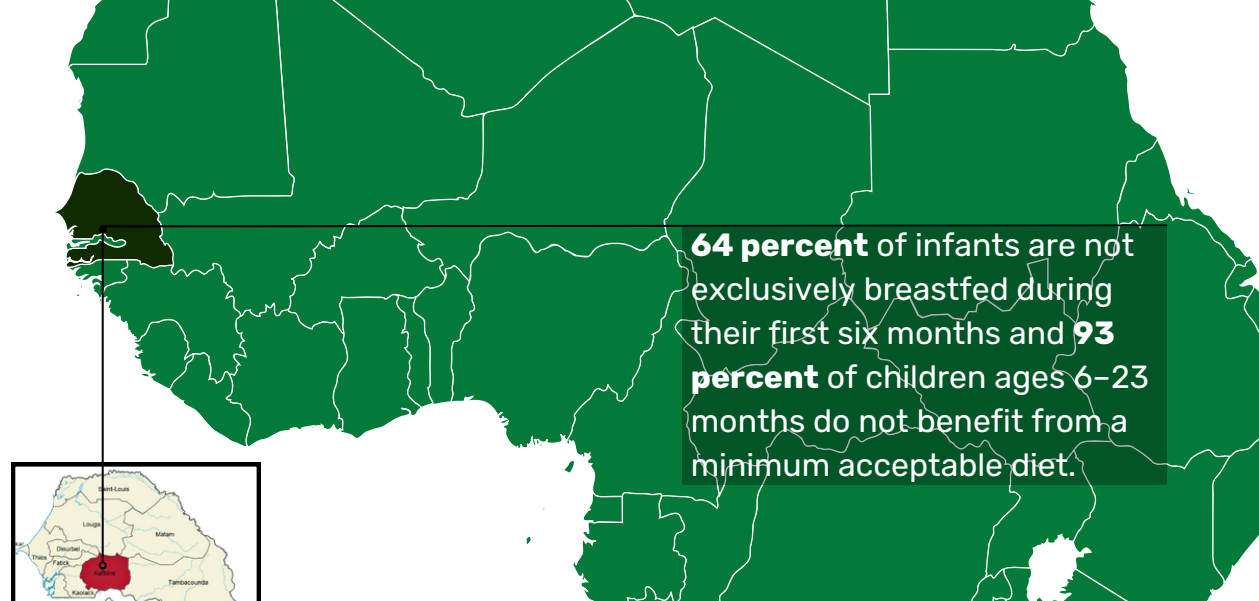 64 percent of infants are not
exclusively breastfed during
their first six months and 93
percent of children ages 6–23
months do not benefit from a
minimum acceptable diet.
Saint-Louis
Louga
Matam
kar
Thiès
Diourbel
Fatick
Kaffrine
Tambacounda
Kaolack